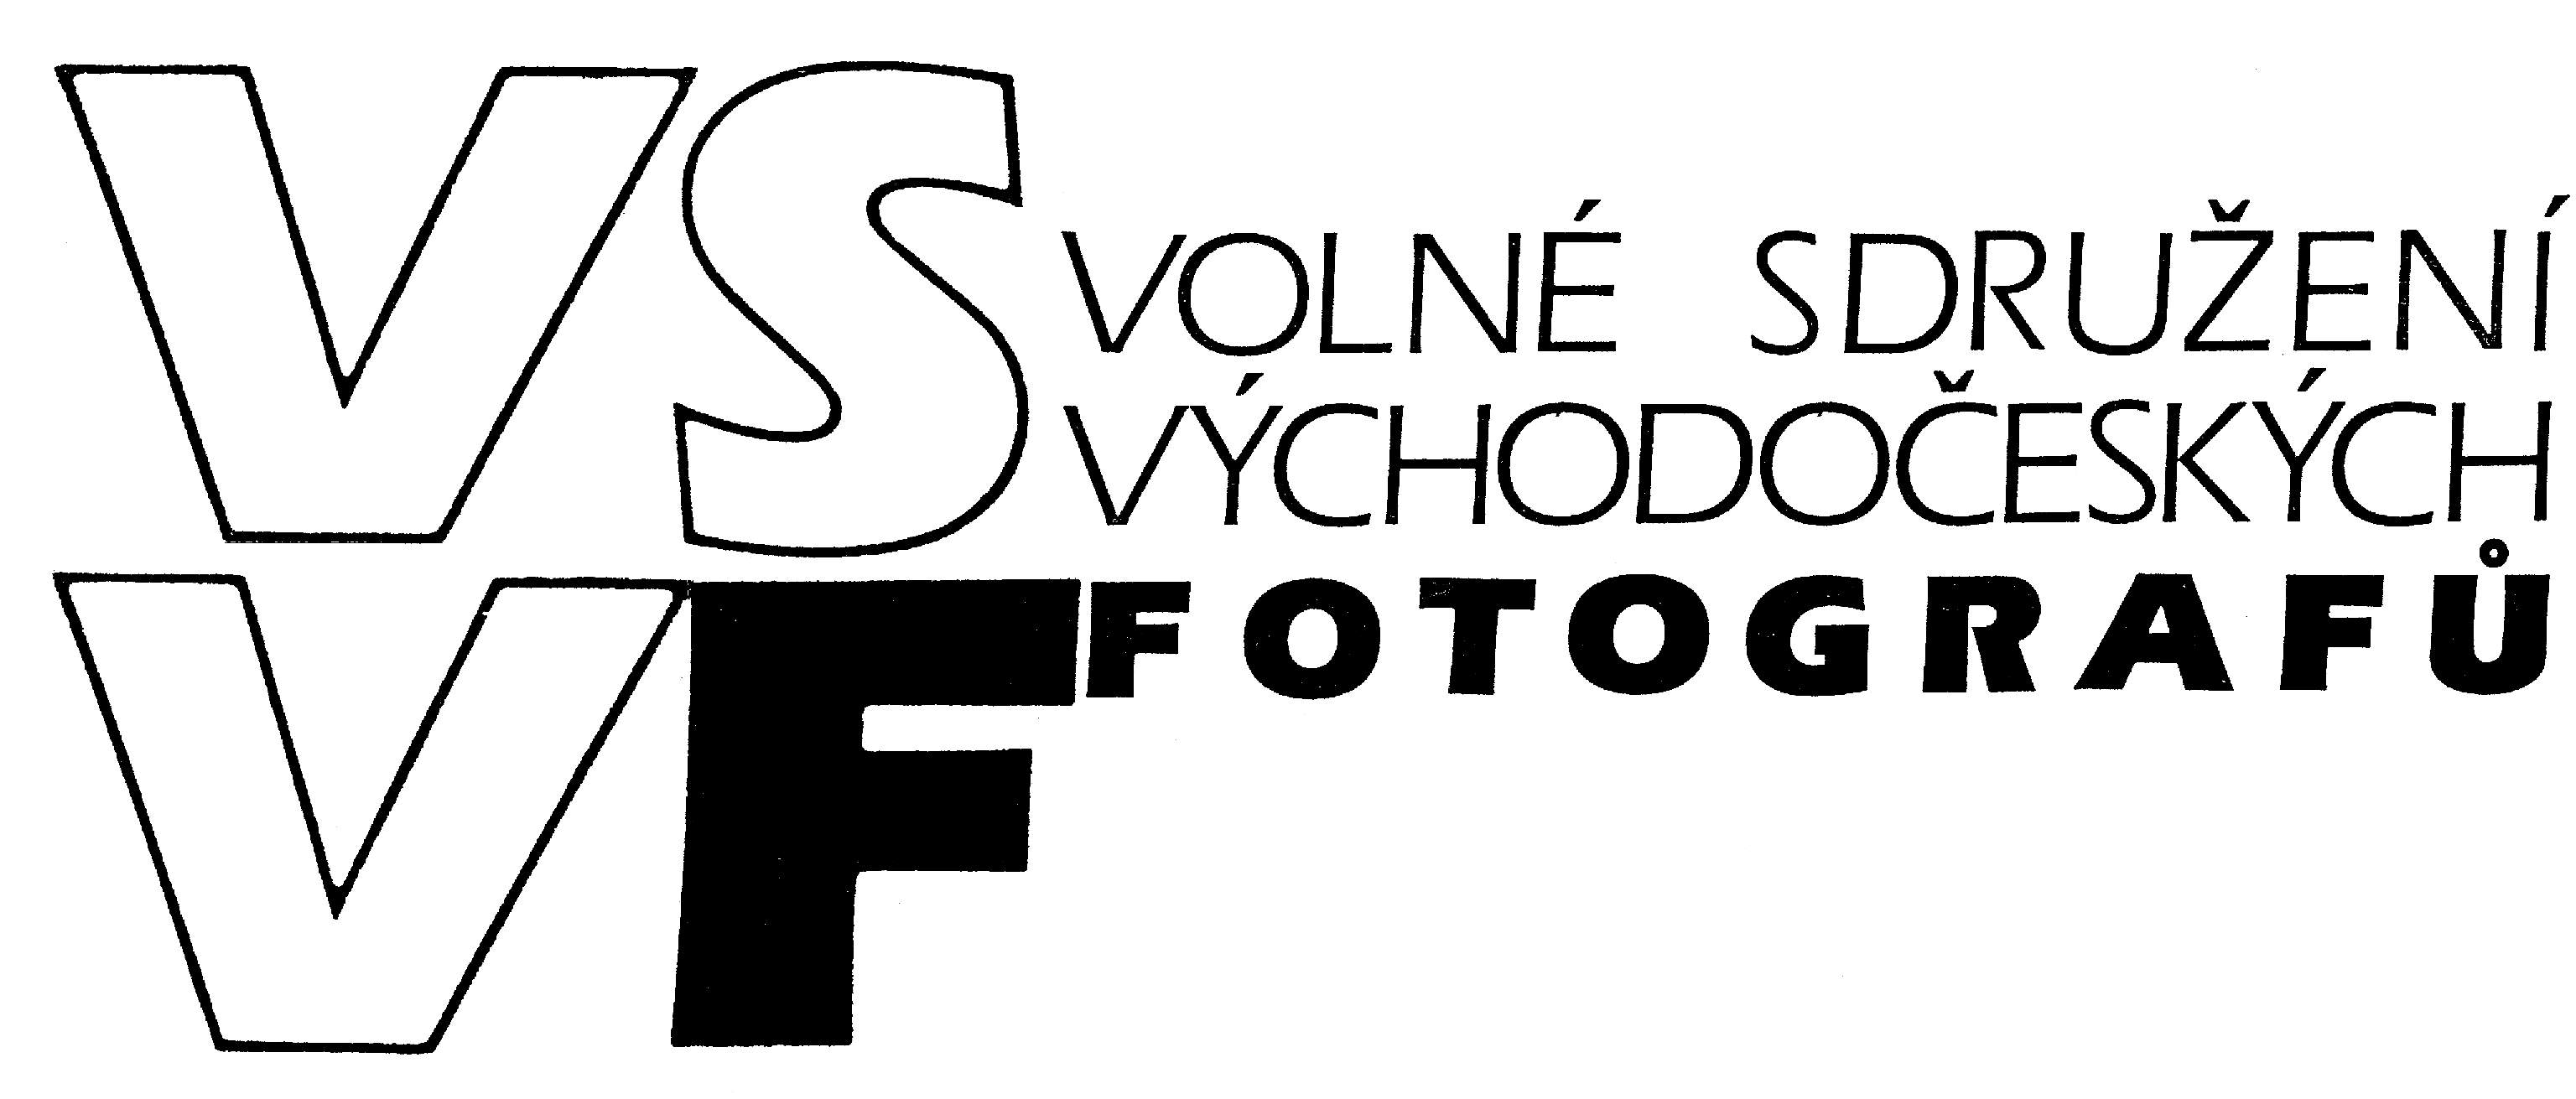 VS
VOLNÉ SDRUŽENÍ
VÝCHODOČESKÝCH
VF
FOTOGRAFŮ